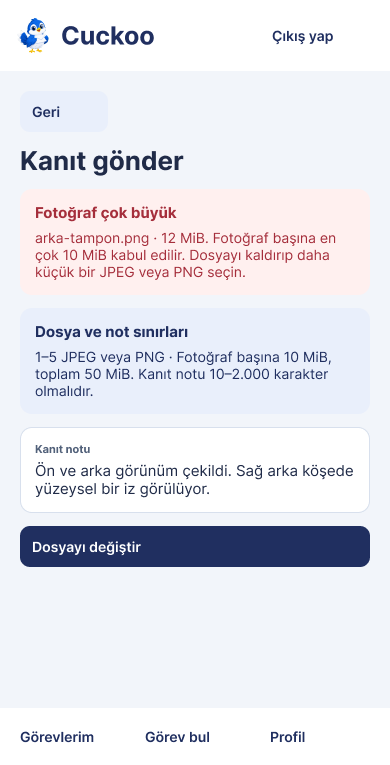 Cuckoo
Çıkış yap
Geri
Kanıt gönder
Fotoğraf çok büyük
arka-tampon.png · 12 MiB. Fotoğraf başına en
çok 10 MiB kabul edilir. Dosyayı kaldırıp daha
küçük bir JPEG veya PNG seçin.
Dosya ve not sınırları
1–5 JPEG veya PNG · Fotoğraf başına 10 MiB,
toplam 50 MiB. Kanıt notu 10–2.000 karakter
olmalıdır.
Kanıt notu
Ön ve arka görünüm çekildi. Sağ arka köşede
yüzeysel bir iz görülüyor.
Dosyayı değiştir
Görevlerim
Görev bul
Profil